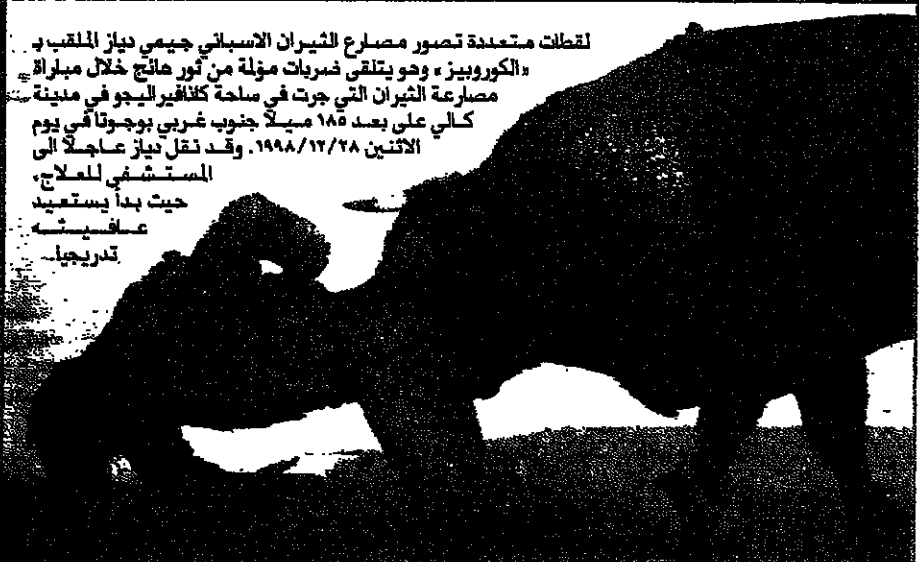 لقطات متعددة تصور مصارع الثيران الاسباني جيمي دياز الملقب بـ
«الكوروبيز» وهو يتلقى ضربات مؤلمة من ثور هائج خلال مباراة
مصارعة الثيران التي جرت في ساحة كانافيراليجو في مدينة
كالي على بعد ١٨٥ ميلا جنوب غربي بوجوتا في يوم
الاثنين ١٩٩٨/١٢/٢٨. وقد نقل دياز عاجلا الى
المستشفى للعلاج،
حيث بدأ يستعيد
عافيته
تدريجيا..